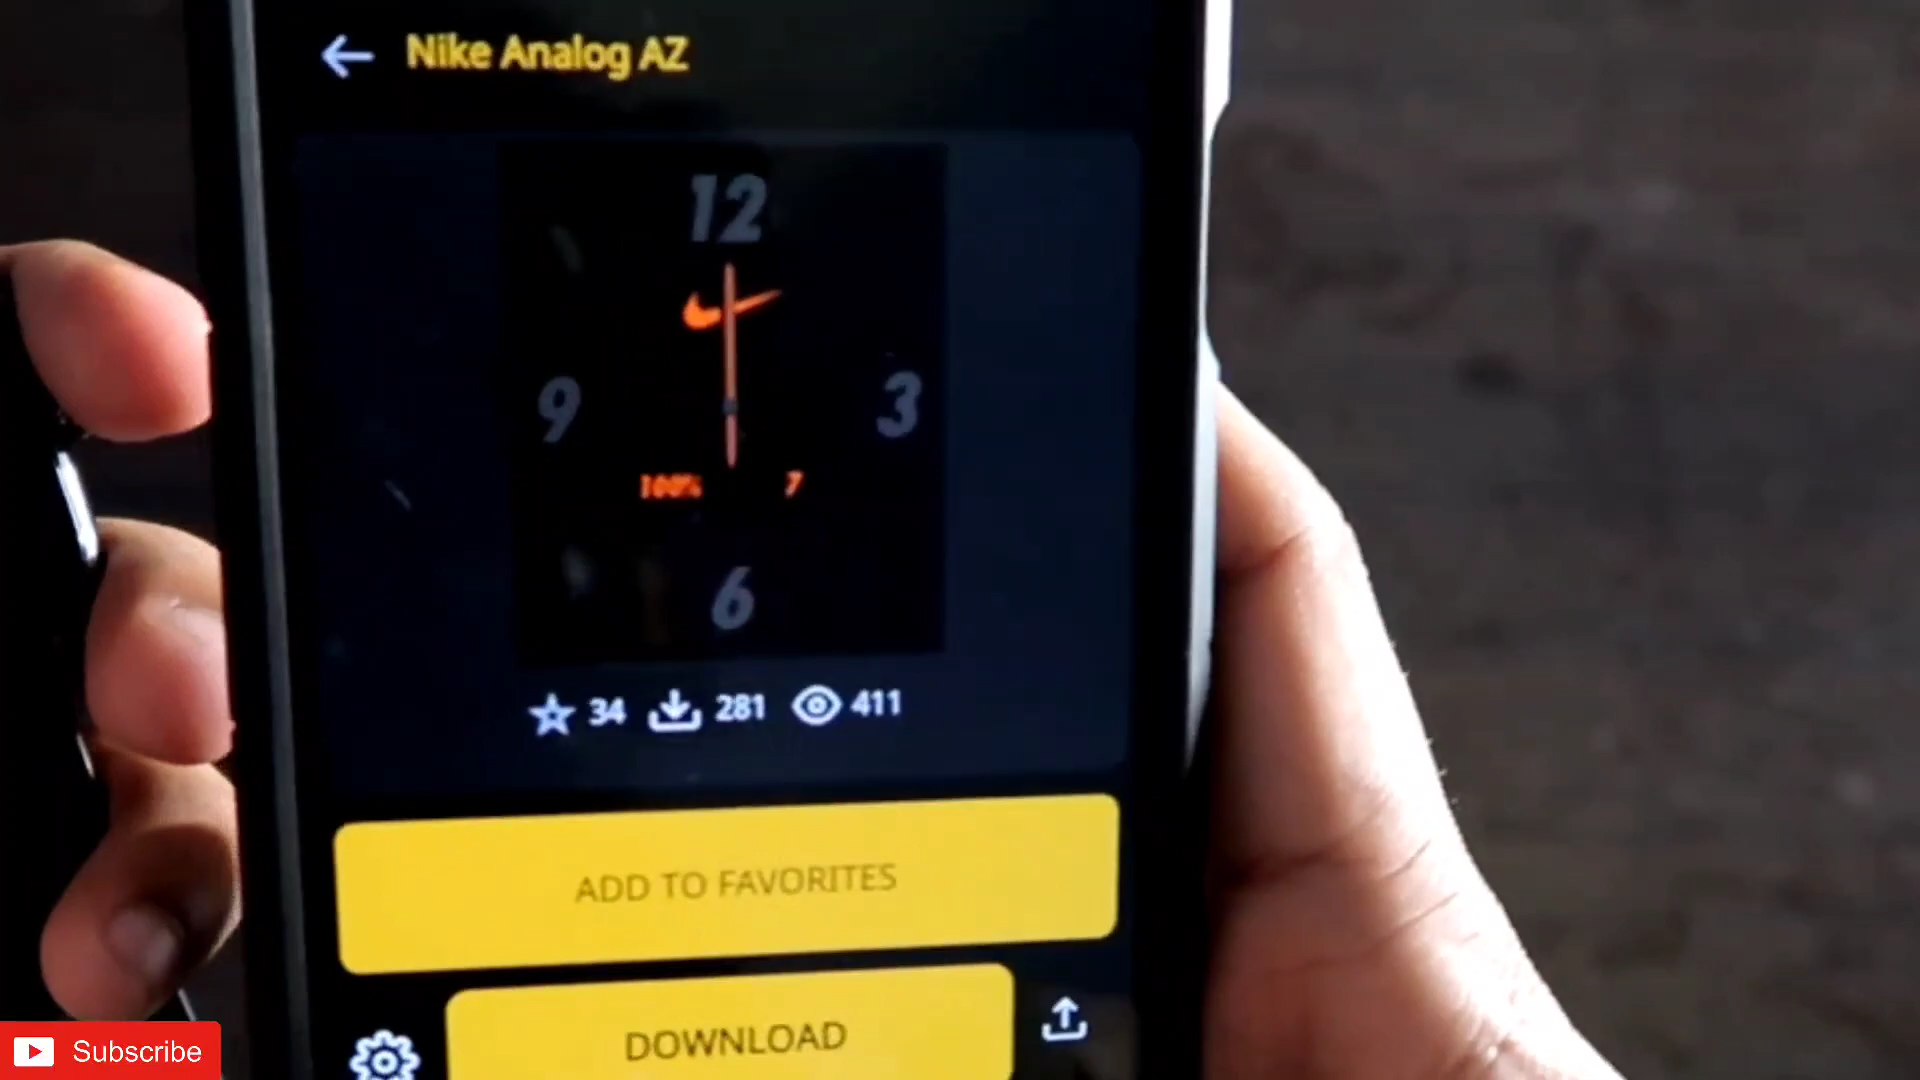 Nike Analog AZ
12
9 3
100% 7
6
34 281 411
ADD TO FAVORITES
DOWNLOAD
Subscribe